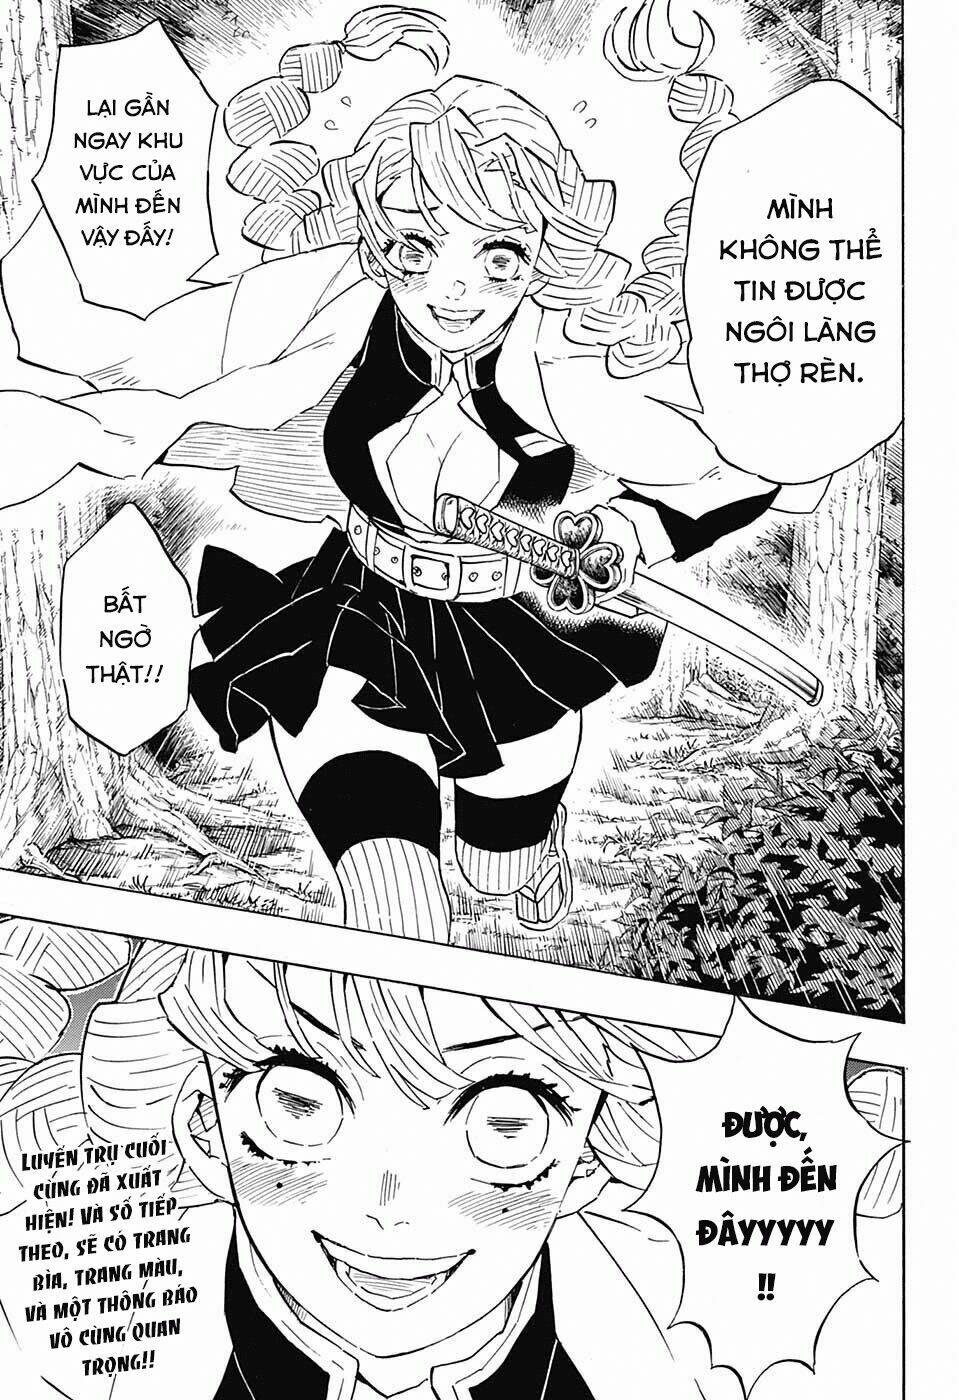 MÌNH
KHÔNG THỂ
TIN ĐƯỢC
NGÔI LÀNG
THỢ RÈN.
LẠI GẦN
NGAY KHU
VỰC CỦA
MÌNH ĐẾN
VẬY ĐẤY!
BẤT
NGỜ
THẬT!!
ĐƯỢC,
MÌNH ĐẾN
ĐÂYYYYY
!!
LUYẾN TRỤ CUỐI
CÙNG ĐÃ XUẤT
HIỆN! VÀ SỐ TIẾP
THEO, SẼ CÓ TRANG
BÌA, TRANG MÀU,
VÀ MỘT THÔNG BÁO
VÔ CÙNG QUAN
TRỌNG!!